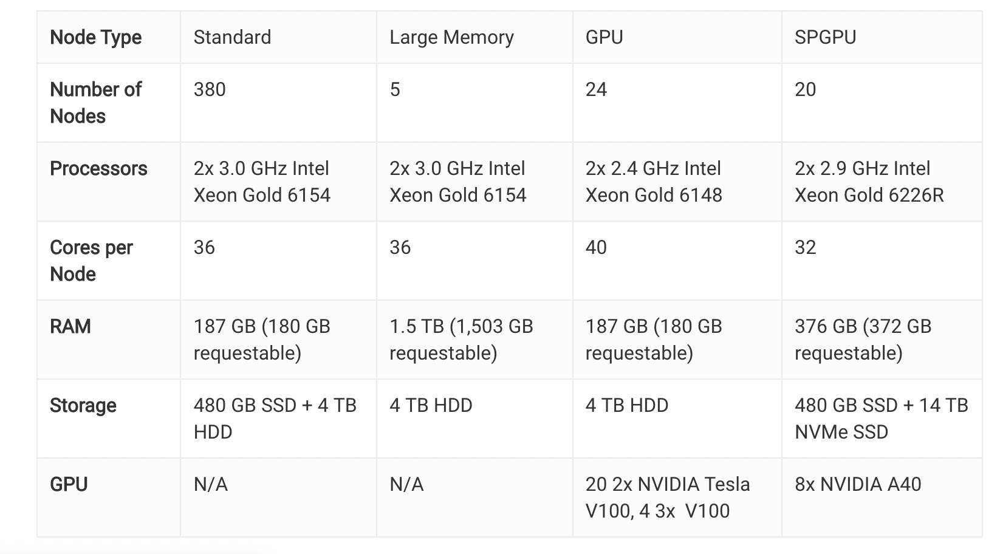 Node Type Standard Large Memory GPU SPGPU
Number of Nodes 380 5 24 20
Processors 2x 3.0 GHz Intel Xeon Gold 6154 2x 3.0 GHz Intel Xeon Gold 6154 2x 2.4 GHz Intel Xeon Gold 6148 2x 2.9 GHz Intel Xeon Gold 6226R
Cores per Node 36 36 40 32
RAM 187 GB (180 GB requestable) 1.5 TB (1,503 GB requestable) 187 GB (180 GB requestable) 376 GB (372 GB requestable)
Storage 480 GB SSD + 4 TB HDD 4 TB HDD 4 TB HDD 480 GB SSD + 14 TB NVMe SSD
GPU N/A N/A 20 2x NVIDIA Tesla V100, 4 3x  V100 8x NVIDIA A40